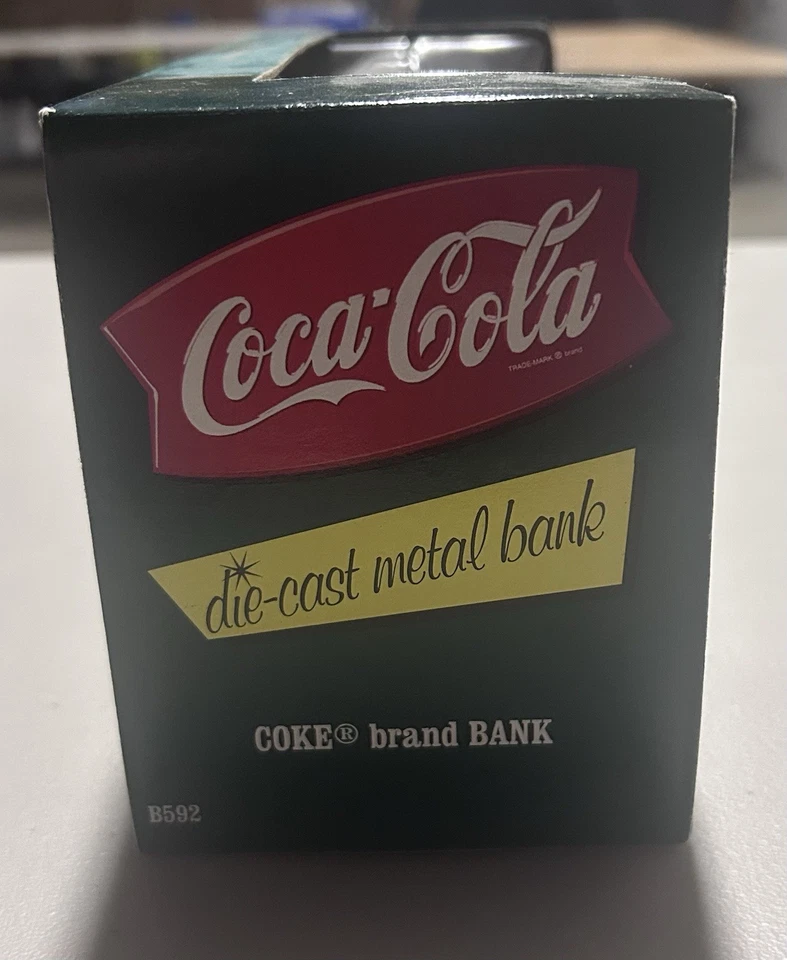 Coca-Cola
TRADE-MARK ® brand
die-cast metal bank
COKE® brand BANK
B592